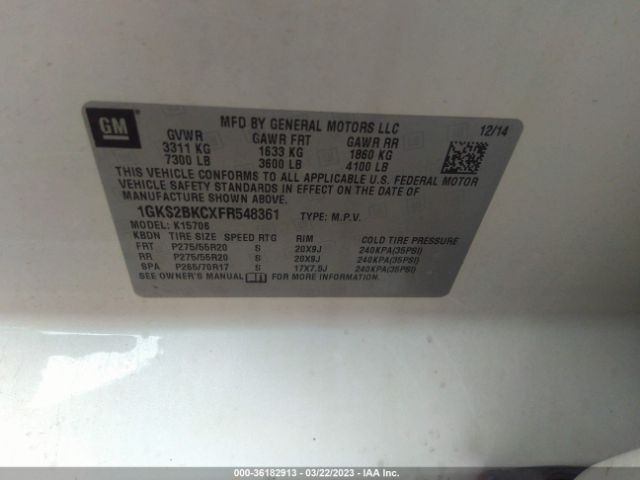 GM
MFD BY GENERAL MOTORS LLC 12/14
GVWR GAWR FRT GAWR RR
3311 KG 1633 KG 1860 KG
7300 LB 3600 LB 4100 LB
THIS VEHICLE CONFORMS TO ALL APPLICABLE U.S. FEDERAL MOTOR
VEHICLE SAFETY STANDARDS IN EFFECT ON THE DATE OF
MANUFACTURE SHOWN ABOVE.
1GKS2BKCXFR548361 TYPE: M.P.V.
MODEL: K15706
KBDN TIRE SIZE SPEED RTG RIM COLD TIRE PRESSURE
FRT P275/55R20 S 20X9J 240KPA(35PSI)
RR P275/55R20 S 20X9J 240KPA(35PSI)
SPA P265/70R17 S 17X7.5J 240KPA(35PSI)
SEE OWNER'S MANUAL FOR MORE INFORMATION.
000-36182913 - 03/22/2023 - IAAI.COM